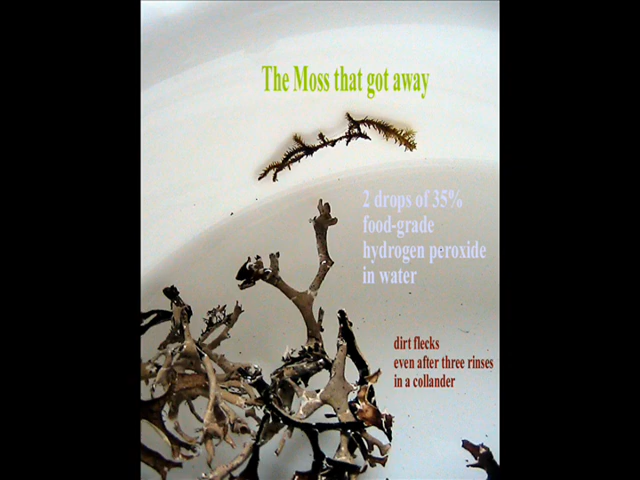 The Moss that got away
2 drops of 35%
food-grade
hydrogen peroxide
in water
dirt flecks
even after three rinses
in a collander